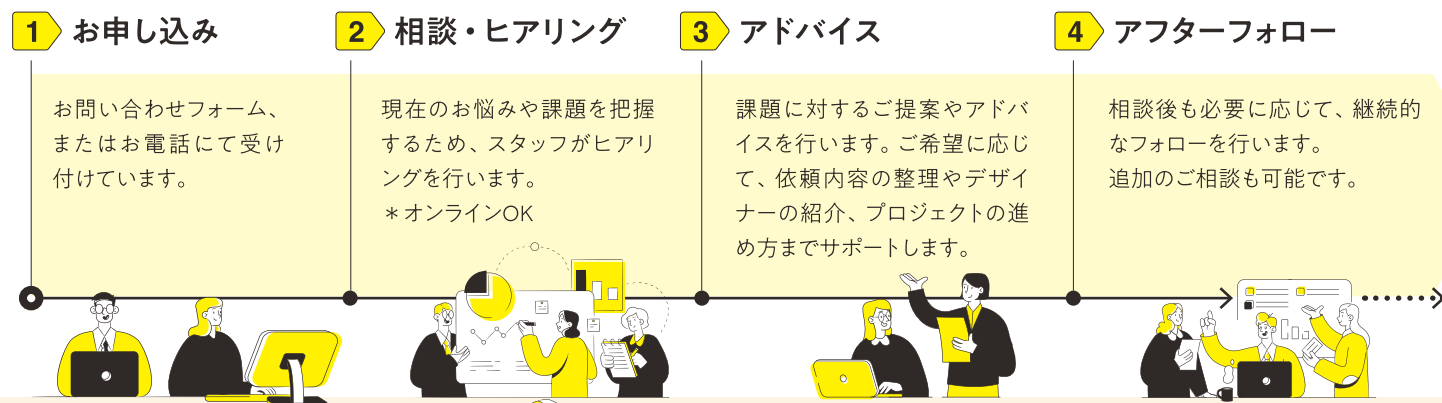 1 お申し込み
お問い合わせフォーム、
またはお電話にて受け
付けています。
2 相談・ヒアリング
現在のお悩みや課題を把握
するため、スタッフがヒアリ
ングを行います。
＊オンラインOK
3 アドバイス
課題に対するご提案やアドバ
イスを行います。ご希望に応じ
て、依頼内容の整理やデザイ
ナーの紹介、プロジェクトの進
め方までサポートします。
4 アフターフォロー
相談後も必要に応じて、継続的
なフォローを行います。
追加のご相談も可能です。